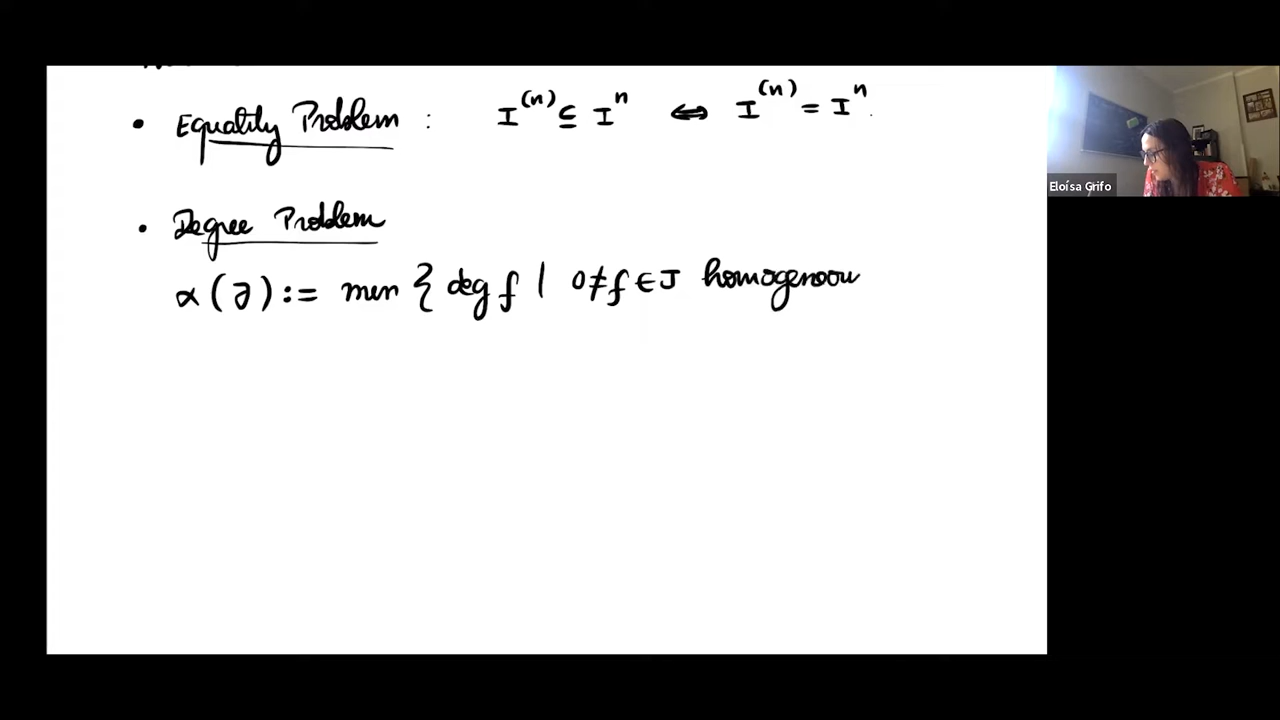 • Equality Problem : I^(n) ⊆ I^n ⟺ I^(n) = I^n.
Eloísa Grifo
• Degree Problem
α(J) := min { deg f | 0≠f∈J homogeneous